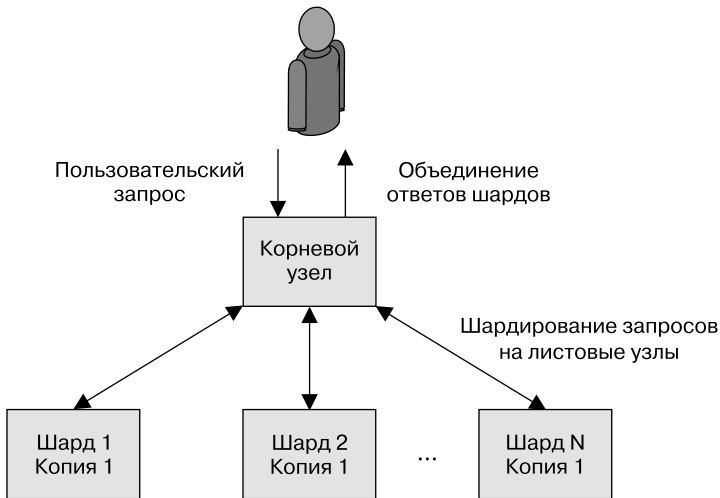 Пользовательский
запрос
Объединение
ответов шардов
Корневой
узел
Шардирование запросов
на листовые узлы
Шард 1
Копия 1
Шард 2
Копия 1
...
Шард N
Копия 1